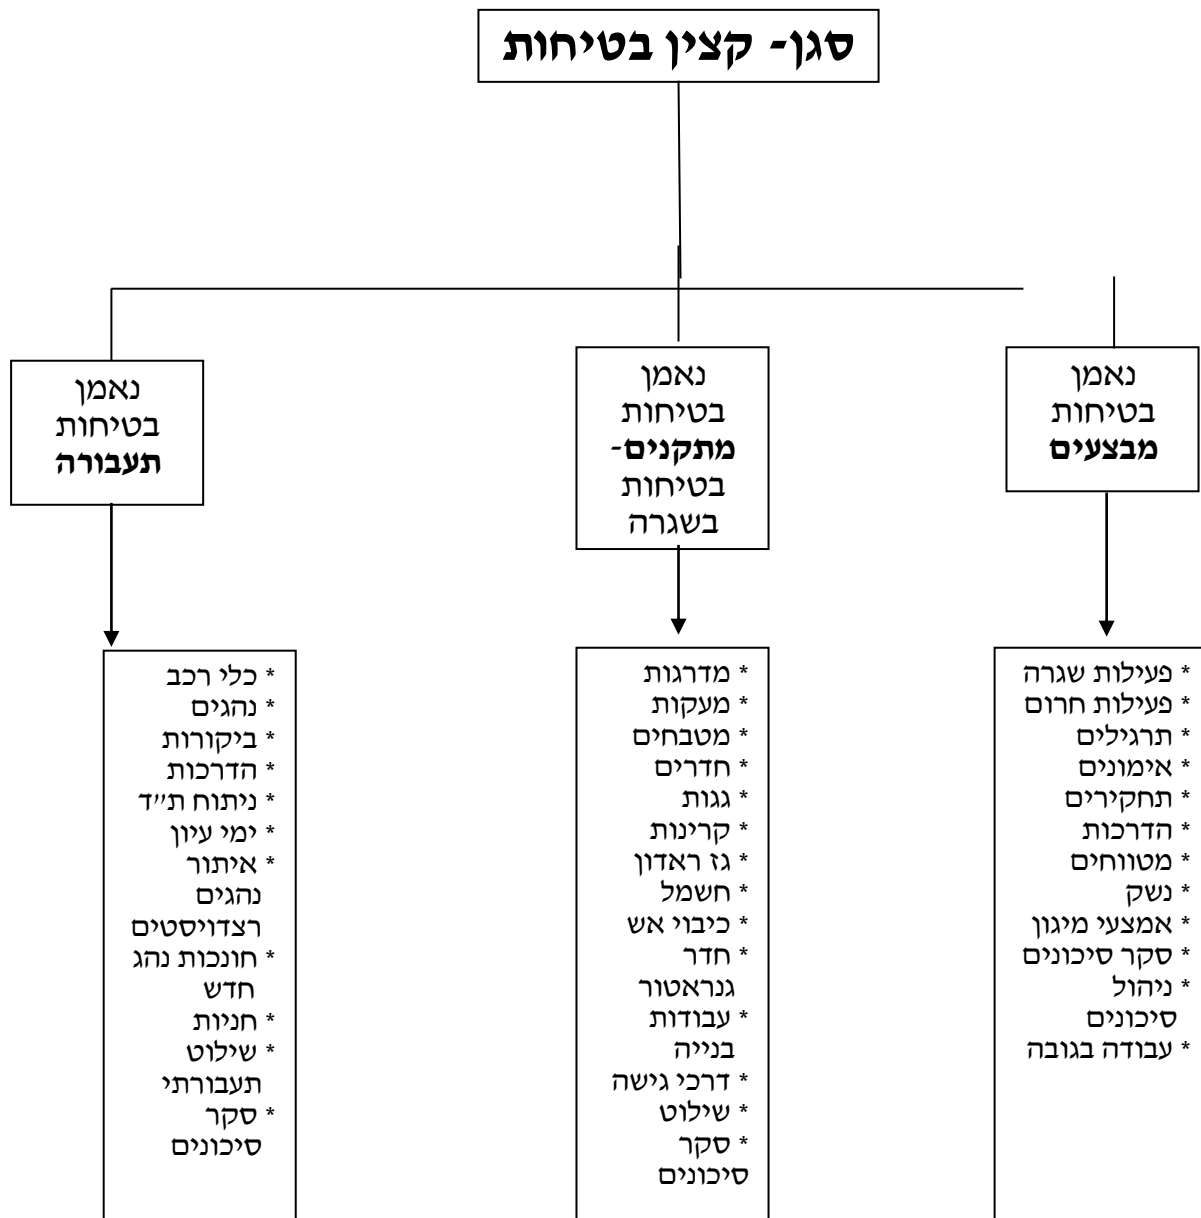 סגן- קצין בטיחות
נאמן
בטיחות
מבצעים
נאמן
בטיחות
מתקנים-
בטיחות
בשגרה
נאמן
בטיחות
תעבורה
* פעילות שגרה
* פעילות חרום
* תרגילים
* אימונים
* תחקירים
* הדרכות
* מטווחים
* נשק
* אמצעי מיגון
* סקר סיכונים
* ניהול
סיכונים
* עבודה בגובה
* מדרגות
* מעקות
* מטבחים
* חדרים
* גגות
* קרינות
* גז ראדון
* חשמל
* כיבוי אש
* חדר
גנראטור
* עבודות
בנייה
* דרכי גישה
* שילוט
* סקר
סיכונים
* כלי רכב
* נהגים
* ביקורות
* הדרכות
* ניתוח ת״ד
* ימי עיון
* איתור
נהגים
רצדויסטים
* חונכות נהג
חדש
* חניות
* שילוט
תעבורתי
* סקר
סיכונים